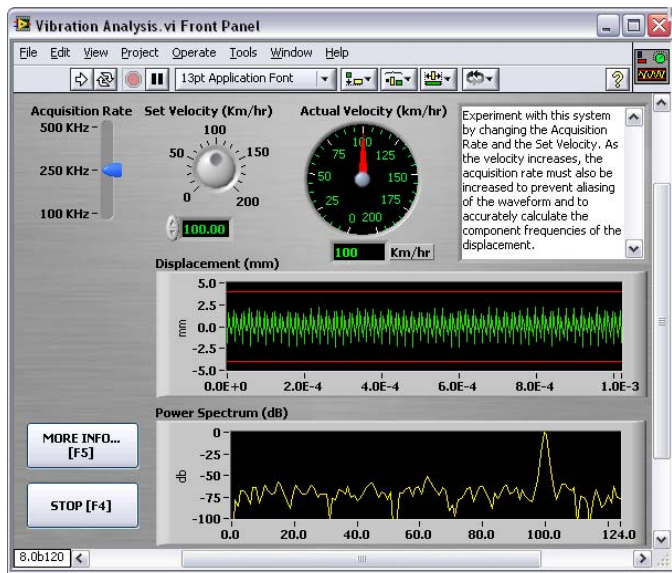 Vibration Analysis.vi Front Panel
File Edit View Project Operate Tools Window Help
13pt Application Font
Acquisition Rate
500 KHz
250 KHz
100 KHz
Set Velocity (Km/hr)
100
50 150
0 200
100.00
Actual Velocity (km/hr)
100
75 125
50 150
25 175
0 200
100 Km/hr
Experiment with this system
by changing the Acquisition
Rate and the Set Velocity. As
the velocity increases, the
acquisition rate must also be
increased to prevent aliasing
of the waveform and to
accurately calculate the
component frequencies of the
displacement.
Displacement (mm)
5.0
2.5
0.0
-2.5
-5.0
mm
0.0E+0 2.0E-4 4.0E-4 6.0E-4 8.0E-4 1.0E-3
MORE INFO...
[F5]
STOP [F4]
Power Spectrum (dB)
0
-25
-50
-75
-100
db
0.0 20.0 40.0 60.0 80.0 100.0 124.0
8.0b120